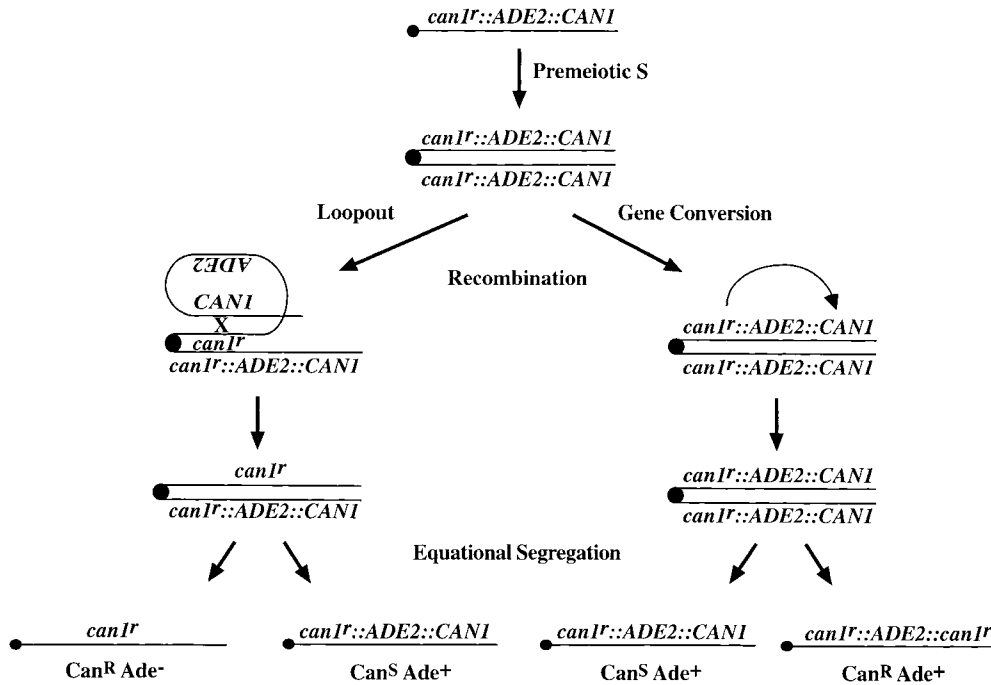 can1r::ADE2::CAN1
Premeiotic S
can1r::ADE2::CAN1
can1r::ADE2::CAN1
Loopout
Gene Conversion
Recombination
ADE2
CAN1
X
can1r
can1r::ADE2::CAN1
can1r::ADE2::CAN1
can1r::ADE2::CAN1
can1r
can1r::ADE2::CAN1
can1r::ADE2::CAN1
can1r::ADE2::CAN1
Equational Segregation
can1r
can1r::ADE2::CAN1
can1r::ADE2::CAN1
can1r::ADE2::can1r
CanR Ade-
CanS Ade+
CanS Ade+
CanR Ade+